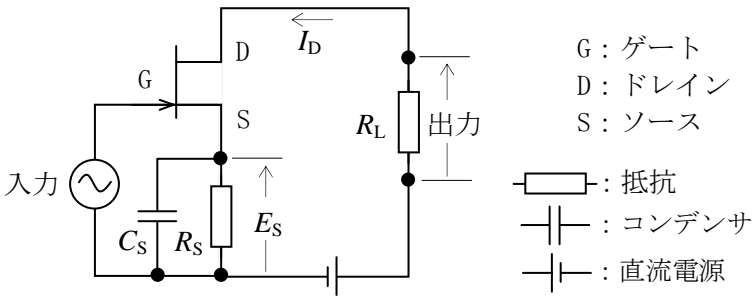 D
I_D
G
S
入力
C_S
R_S
E_S
R_L
出力
G：ゲート
D：ドレイン
S：ソース
：抵抗
：コンデンサ
：直流電源